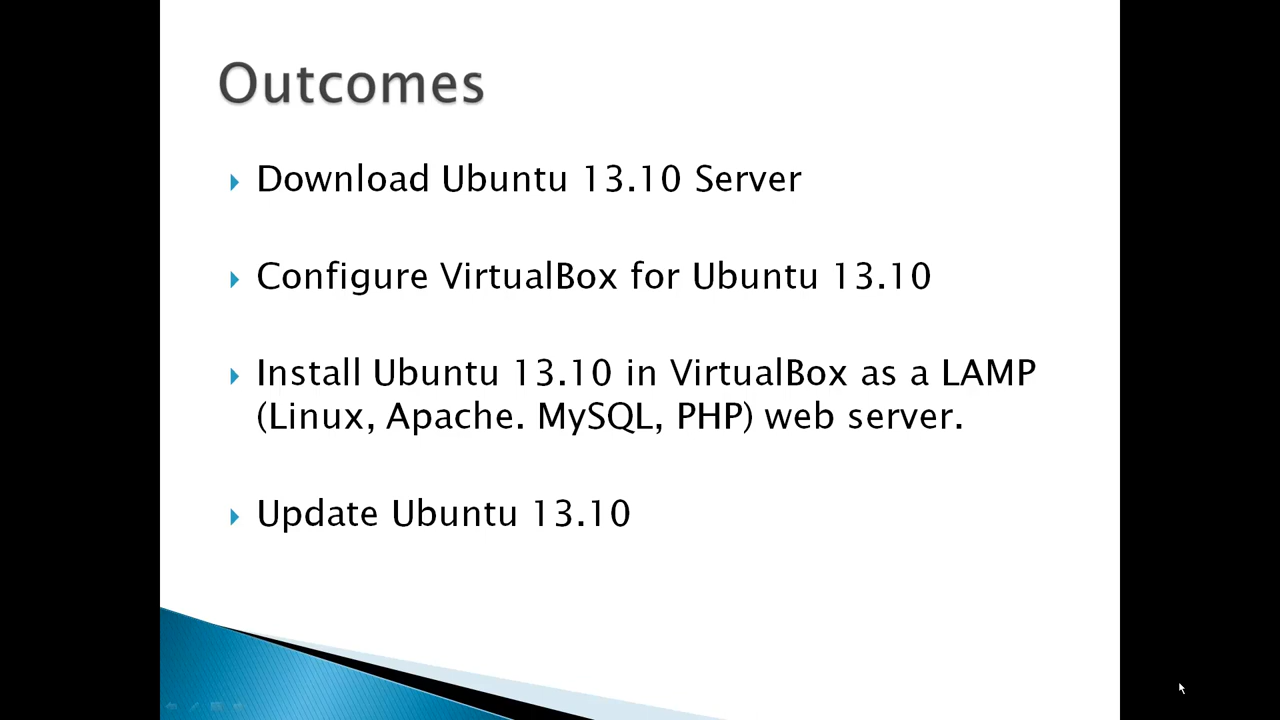 Outcomes
Download Ubuntu 13.10 Server
Configure VirtualBox for Ubuntu 13.10
Install Ubuntu 13.10 in VirtualBox as a LAMP
(Linux, Apache. MySQL, PHP) web server.
Update Ubuntu 13.10